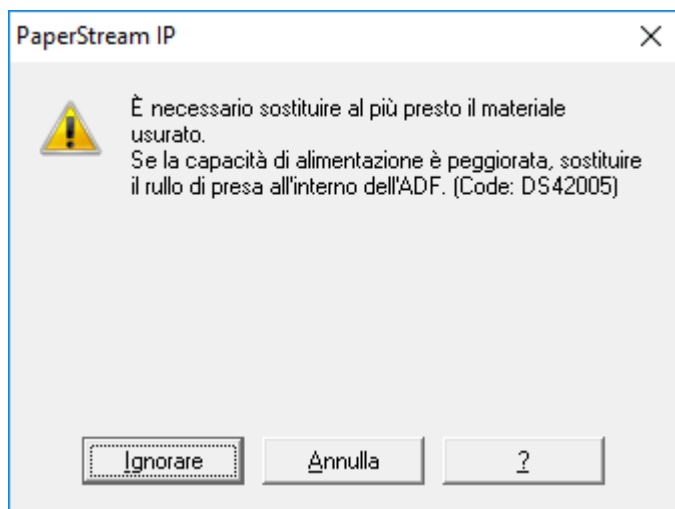 PaperStream IP
È necessario sostituire al più presto il materiale
usurato.
Se la capacità di alimentazione è peggiorata, sostituire
il rullo di presa all'interno dell'ADF. (Code: DS42005)
Ignorare
Annulla
?